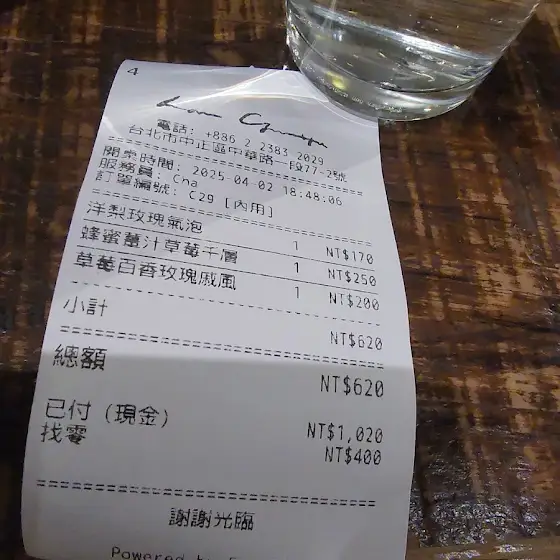 4
電話: +886 2 2383 2029
台北市中正區中華路一段77-2號
開桌時間: 2025-04-02 18:48:06
服務員: Cha
訂單編號: C29 [內用]
洋梨玫瑰氣泡 1 NT$170
蜂蜜薑汁草莓千層 1 NT$250
草莓百香玫瑰戚風 1 NT$200
小計 NT$620
總額 NT$620
已付 (現金) NT$1,020
找零 NT$400
謝謝光臨
Powered by